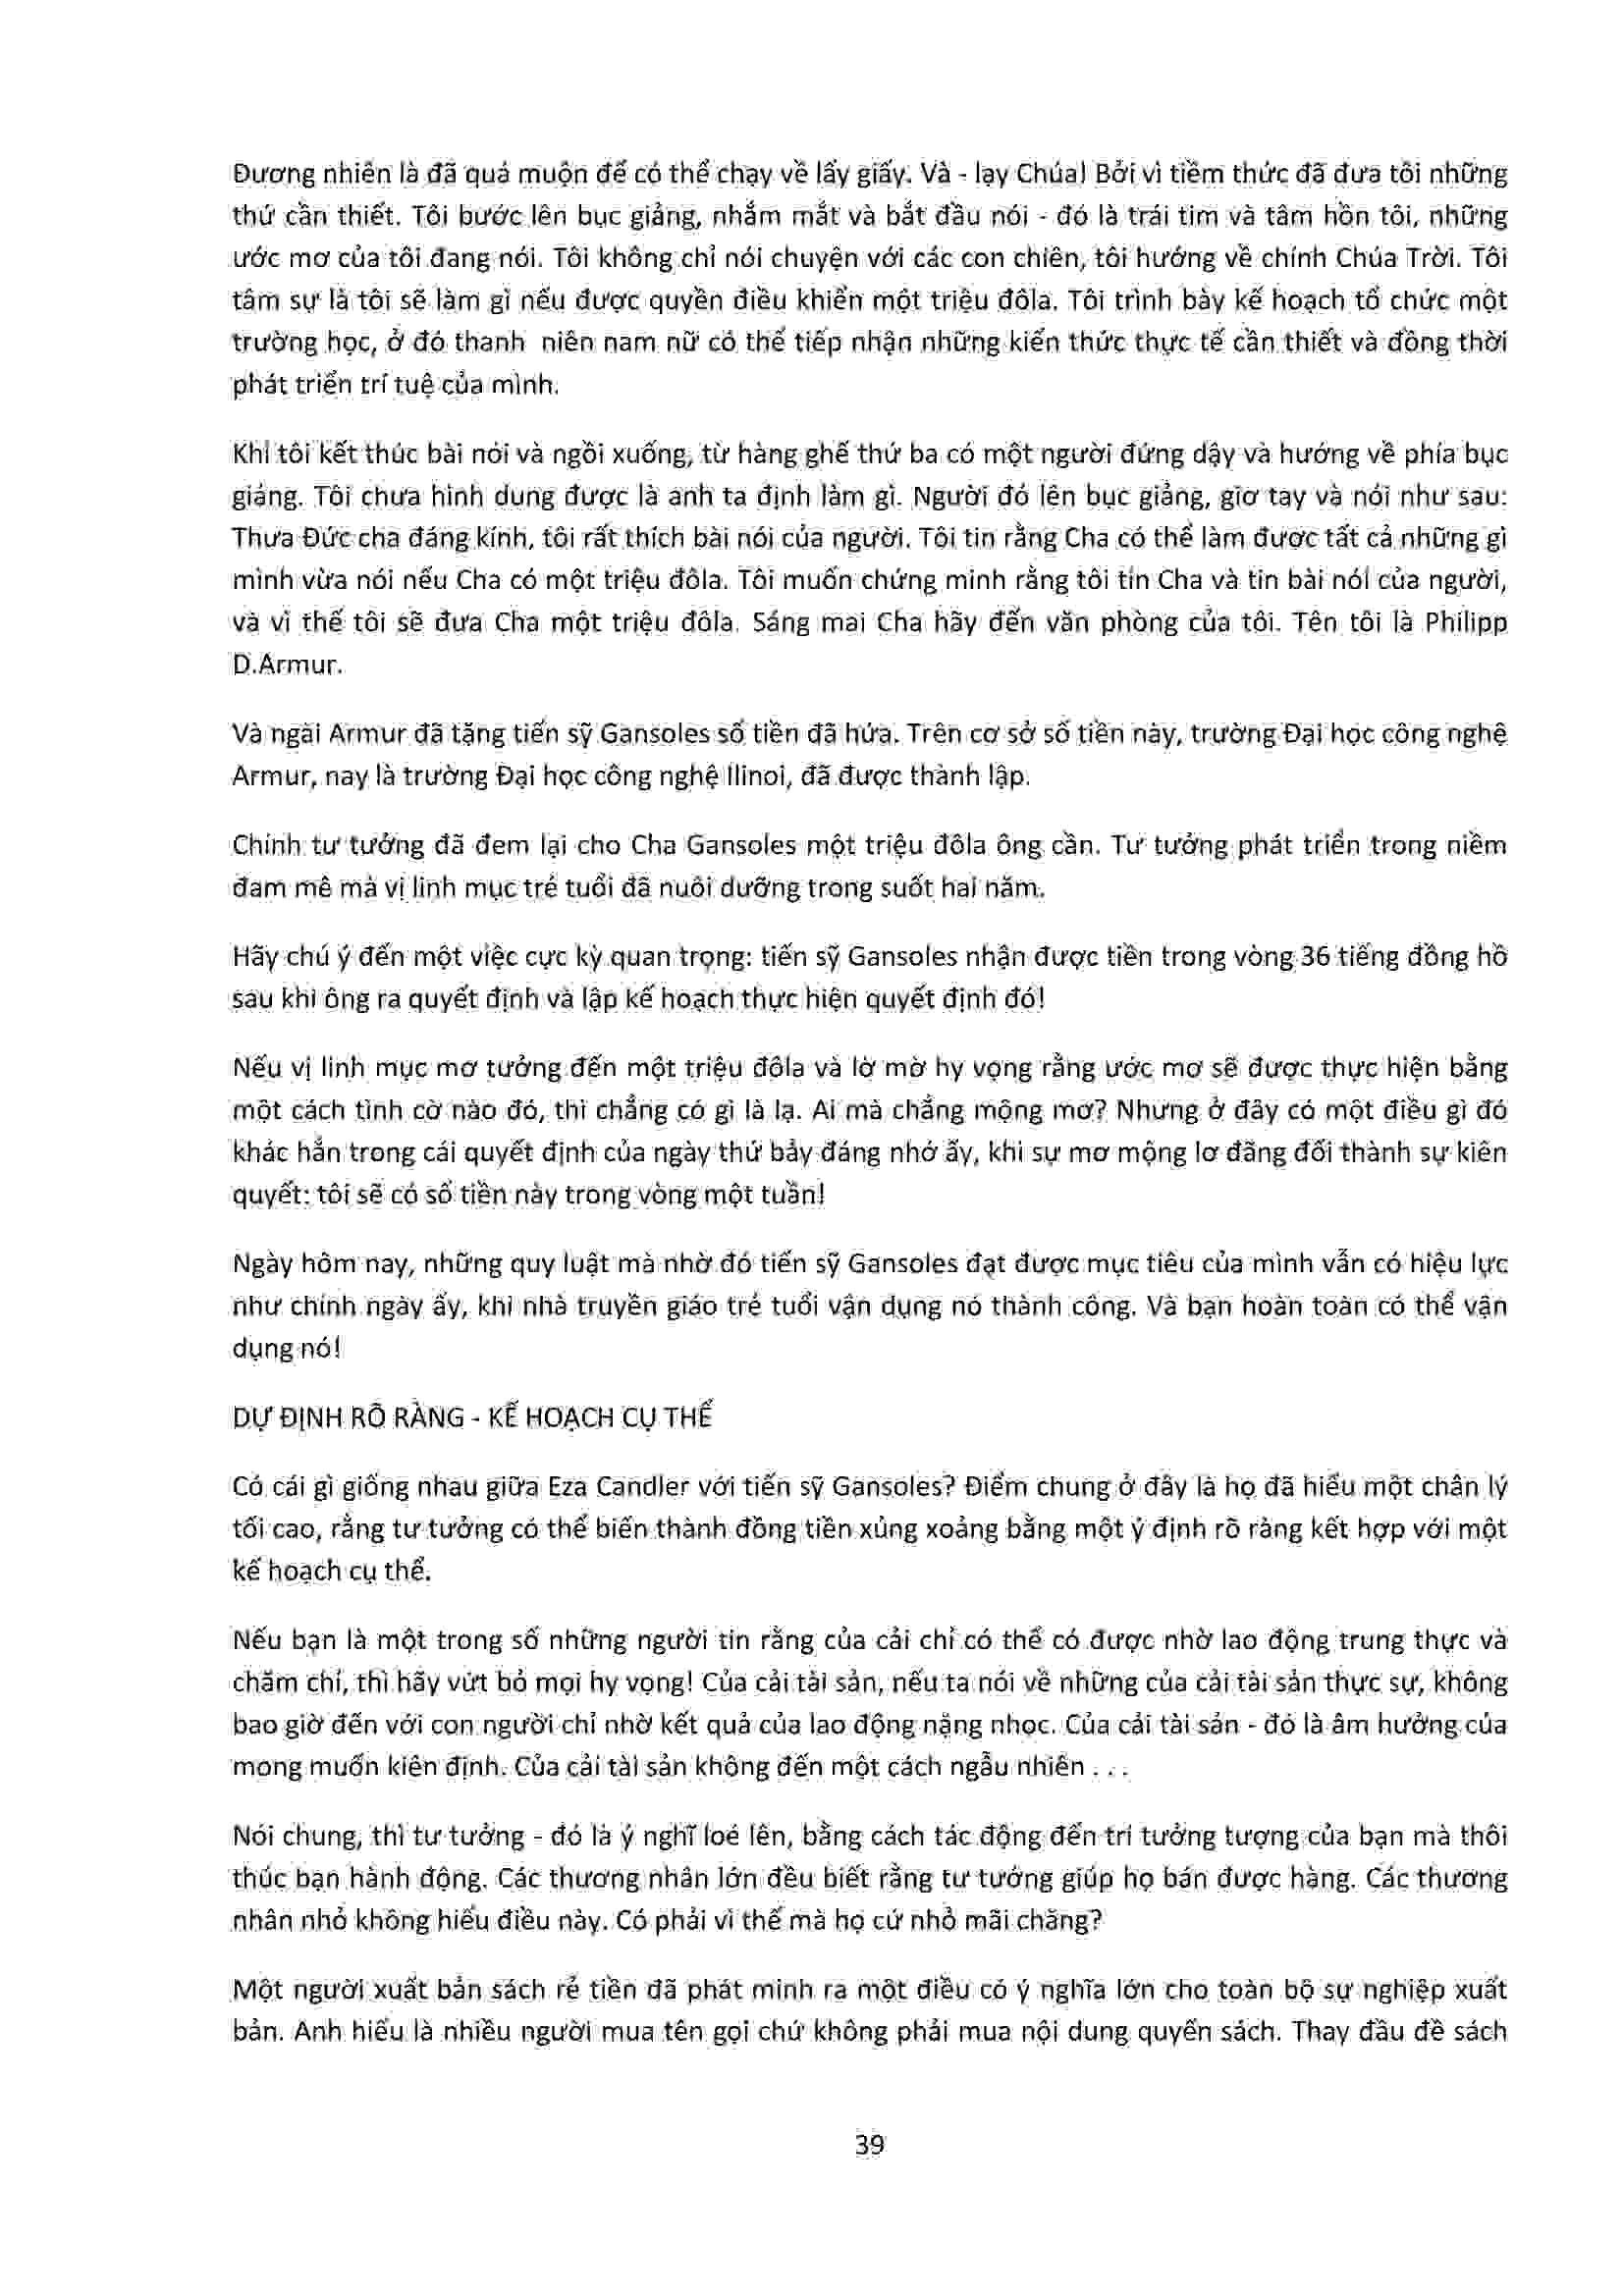 Đương nhiên là đã quá muộn để có thể chạy về lấy giấy. Và - lạy Chúa! Bởi vì tiềm thức đã đưa tôi những
thứ cần thiết. Tôi bước lên bục giảng, nhắm mắt và bắt đầu nói - đó là trái tim và tâm hồn tôi, những
ước mơ của tôi đang nói. Tôi không chỉ nói chuyện với các con chiên, tôi hướng về chính Chúa Trời. Tôi
tâm sự là tôi sẽ làm gì nếu được quyền điều khiển một triệu đôla. Tôi trình bày kế hoạch tổ chức một
trường học, ở đó thanh niên nam nữ có thể tiếp nhận những kiến thức thực tế cần thiết và đồng thời
phát triển trí tuệ của mình.
Khi tôi kết thúc bài nói và ngồi xuống, từ hàng ghế thứ ba có một người đứng dậy và hướng về phía bục
giảng. Tôi chưa hình dung được là anh ta định làm gì. Người đó lên bục giảng, giơ tay và nói như sau:
Thưa Đức cha đáng kính, tôi rất thích bài nói của người. Tôi tin rằng Cha có thể làm được tất cả những gì
mình vừa nói nếu Cha có một triệu đôla. Tôi muốn chứng minh rằng tôi tin Cha và tin bài nói của người,
và vì thế tôi sẽ đưa Cha một triệu đôla. Sáng mai Cha hãy đến văn phòng của tôi. Tên tôi là Philipp
D.Armur.
Và ngài Armur đã tặng tiến sỹ Gansoles số tiền đã hứa. Trên cơ sở số tiền này, trường Đại học công nghệ
Armur, nay là trường Đại học công nghệ Ilinoi, đã được thành lập.
Chính tư tưởng đã đem lại cho Cha Gansoles một triệu đôla ông cần. Tư tưởng phát triển trong niềm
đam mê mà vị linh mục trẻ tuổi đã nuôi dưỡng trong suốt hai năm.
Hãy chú ý đến một việc cực kỳ quan trọng: tiến sỹ Gansoles nhận được tiền trong vòng 36 tiếng đồng hồ
sau khi ông ra quyết định và lập kế hoạch thực hiện quyết định đó!
Nếu vị linh mục mơ tưởng đến một triệu đôla và lờ mờ hy vọng rằng ước mơ sẽ được thực hiện bằng
một cách tình cờ nào đó, thì chẳng có gì là lạ. Ai mà chẳng mộng mơ? Nhưng ở đây có một điều gì đó
khác hẳn trong cái quyết định của ngày thứ bảy đáng nhớ ấy, khi sự mơ mộng lơ đãng đổi thành sự kiên
quyết: tôi sẽ có số tiền này trong vòng một tuần!
Ngày hôm nay, những quy luật mà nhờ đó tiến sỹ Gansoles đạt được mục tiêu của mình vẫn có hiệu lực
như chính ngày ấy, khi nhà truyền giáo trẻ tuổi vận dụng nó thành công. Và bạn hoàn toàn có thể vận
dụng nó!
DỰ ĐỊNH RÕ RÀNG - KẾ HOẠCH CỤ THỂ
Có cái gì giống nhau giữa Eza Candler với tiến sỹ Gansoles? Điểm chung ở đây là họ đã hiểu một chân lý
tối cao, rằng tư tưởng có thể biến thành đồng tiền xủng xoảng bằng một ý định rõ ràng kết hợp với một
kế hoạch cụ thể.
Nếu bạn là một trong số những người tin rằng của cải chỉ có thể có được nhờ lao động trung thực và
chăm chỉ, thì hãy vứt bỏ mọi hy vọng! Của cải tài sản, nếu ta nói về những của cải tài sản thực sự, không
bao giờ đến với con người chỉ nhờ kết quả của lao động nặng nhọc. Của cải tài sản - đó là âm hưởng của
mong muốn kiên định. Của cải tài sản không đến một cách ngẫu nhiên . . .
Nói chung, thì tư tưởng - đó là ý nghĩ loé lên, bằng cách tác động đến trí tưởng tượng của bạn mà thôi
thúc bạn hành động. Các thương nhân lớn đều biết rằng tư tưởng giúp họ bán được hàng. Các thương
nhân nhỏ không hiểu điều này. Có phải vì thế mà họ cứ nhỏ mãi chăng?
Một người xuất bản sách rẻ tiền đã phát minh ra một điều có ý nghĩa lớn cho toàn bộ sự nghiệp xuất
bản. Anh hiểu là nhiều người mua tên gọi chứ không phải mua nội dung quyển sách. Thay đầu đề sách
39